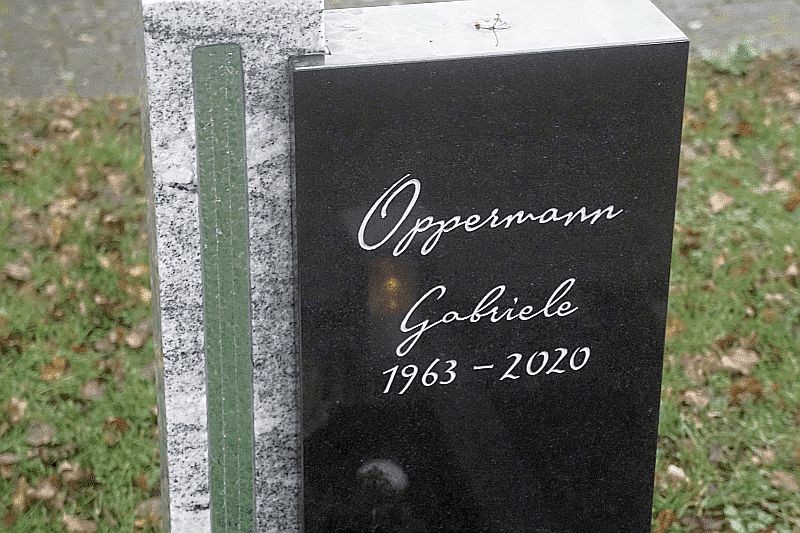 Oppermann
Gabriele
1963 – 2020